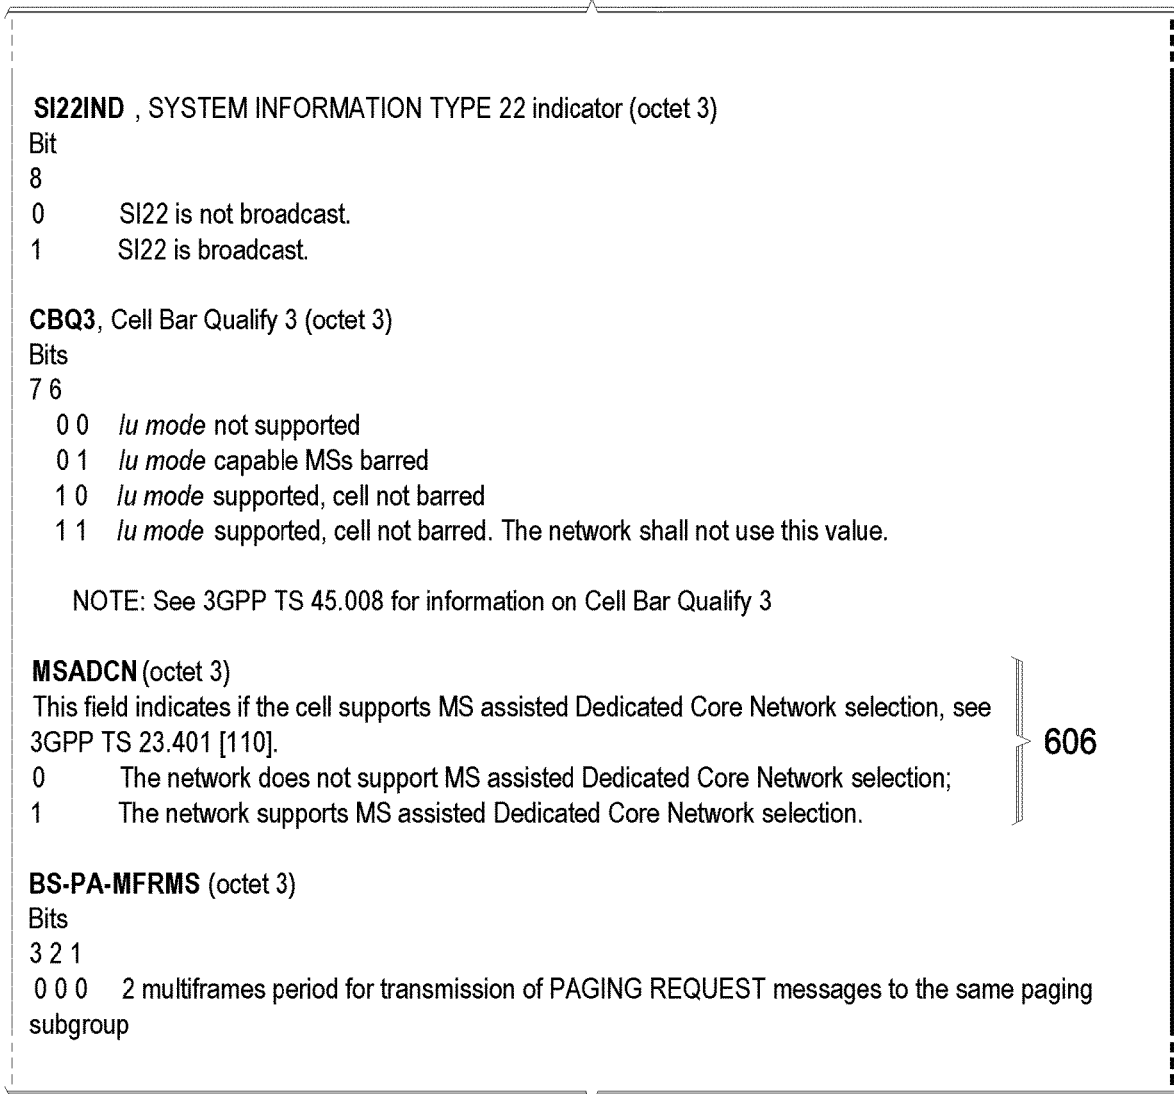 SI22IND , SYSTEM INFORMATION TYPE 22 indicator (octet 3)
Bit
8
0 SI22 is not broadcast.
1 SI22 is broadcast.
CBQ3, Cell Bar Qualify 3 (octet 3)
Bits
7 6
0 0 Iu mode not supported
0 1 Iu mode capable MSs barred
1 0 Iu mode supported, cell not barred
1 1 Iu mode supported, cell not barred. The network shall not use this value.
NOTE: See 3GPP TS 45.008 for information on Cell Bar Qualify 3
MSADCN (octet 3)
This field indicates if the cell supports MS assisted Dedicated Core Network selection, see
3GPP TS 23.401 [110].
606
0 The network does not support MS assisted Dedicated Core Network selection;
1 The network supports MS assisted Dedicated Core Network selection.
BS-PA-MFRMS (octet 3)
Bits
3 2 1
0 0 0 2 multiframes period for transmission of PAGING REQUEST messages to the same paging
subgroup